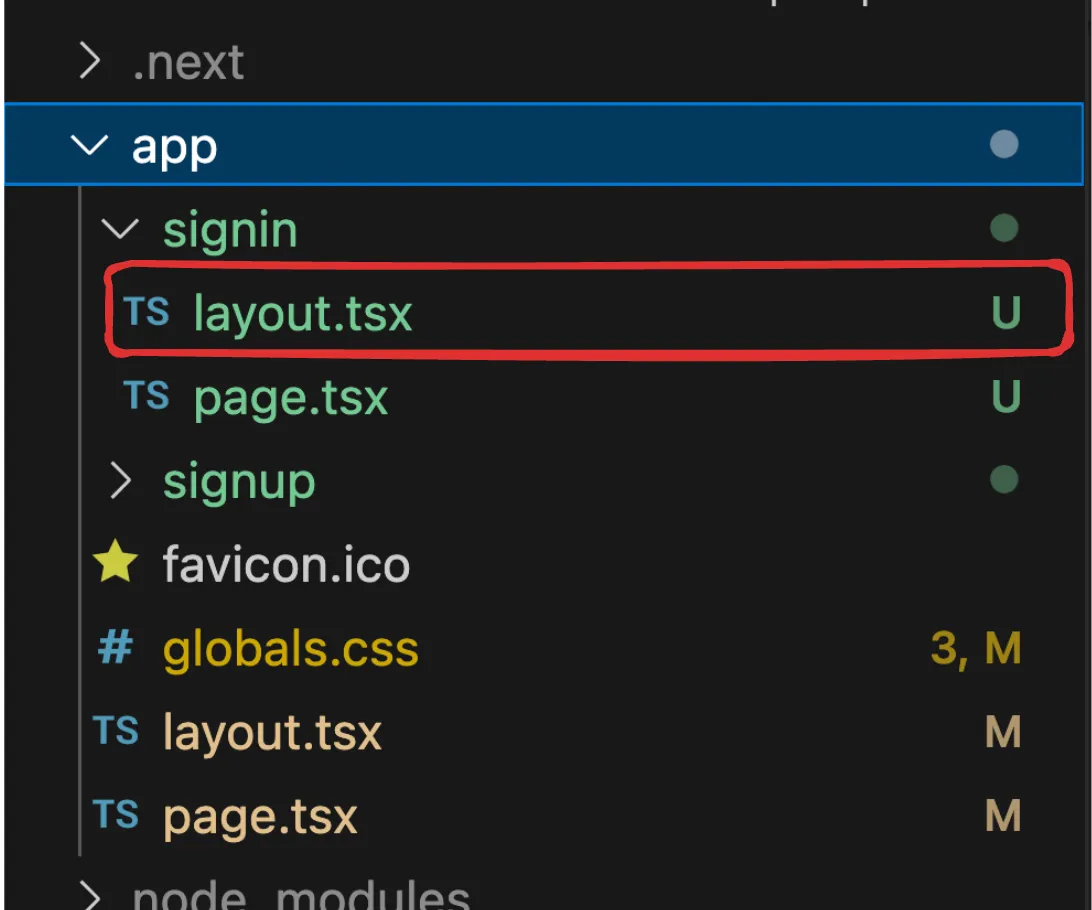 .next
app
signin
TS layout.tsx U
TS page.tsx U
signup
favicon.ico
# globals.css 3, M
TS layout.tsx M
TS page.tsx M
node_modules